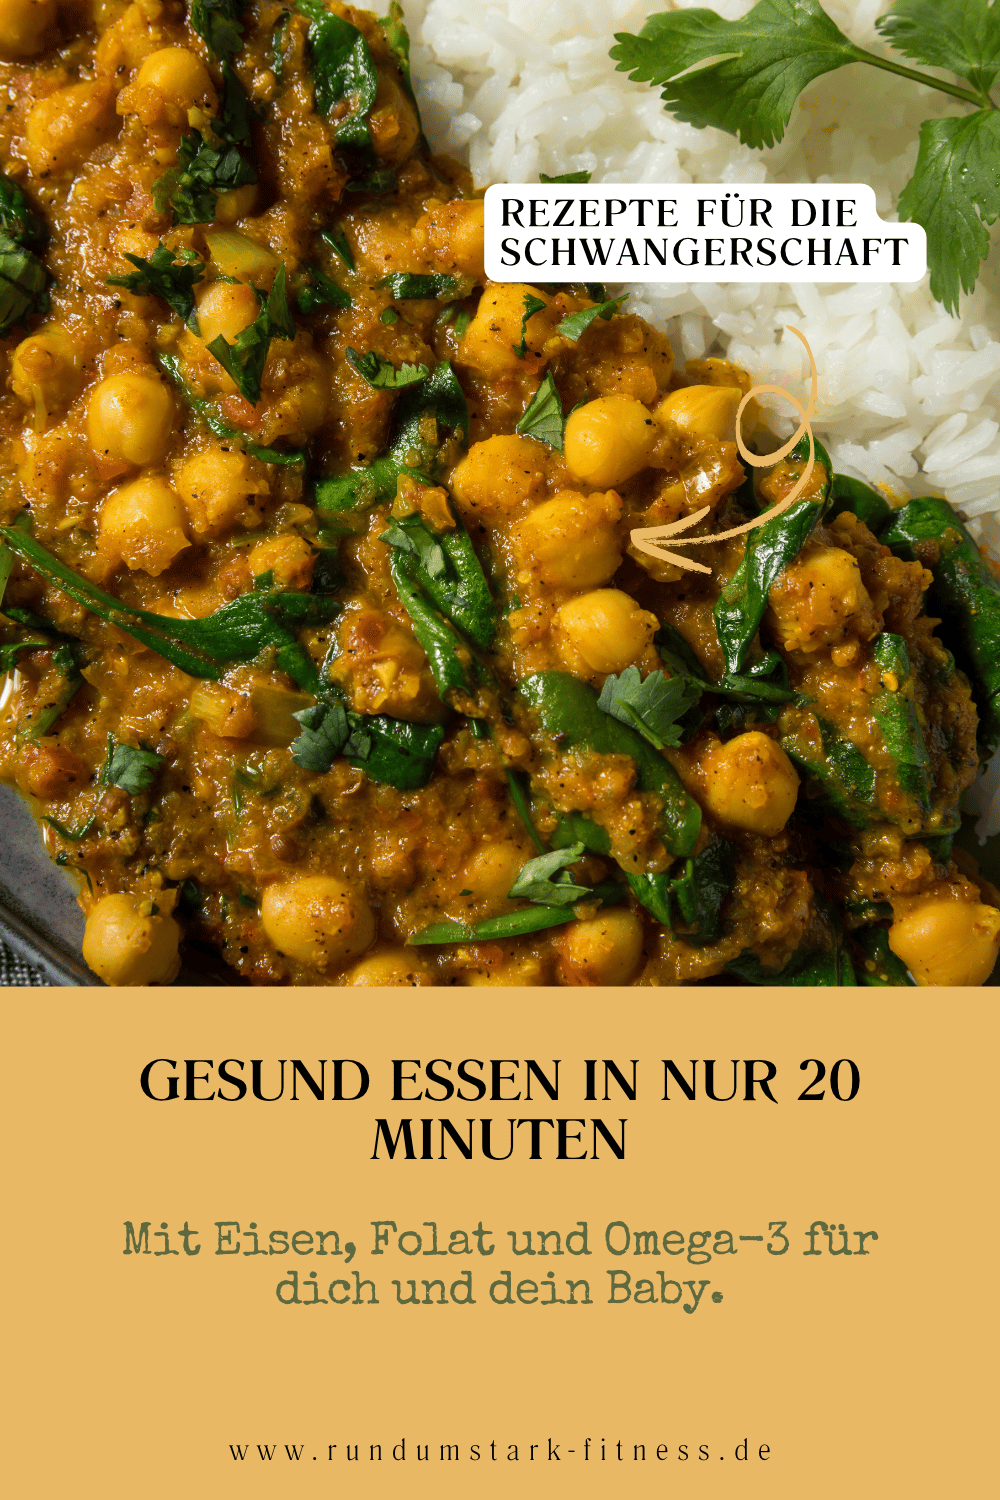 REZEPTE FÜR DIE
SCHWANGERSCHAFT
GESUND ESSEN IN NUR 20
MINUTEN
Mit Eisen, Folat und Omega-3 für
dich und dein Baby.
www.rundumstark-fitness.de